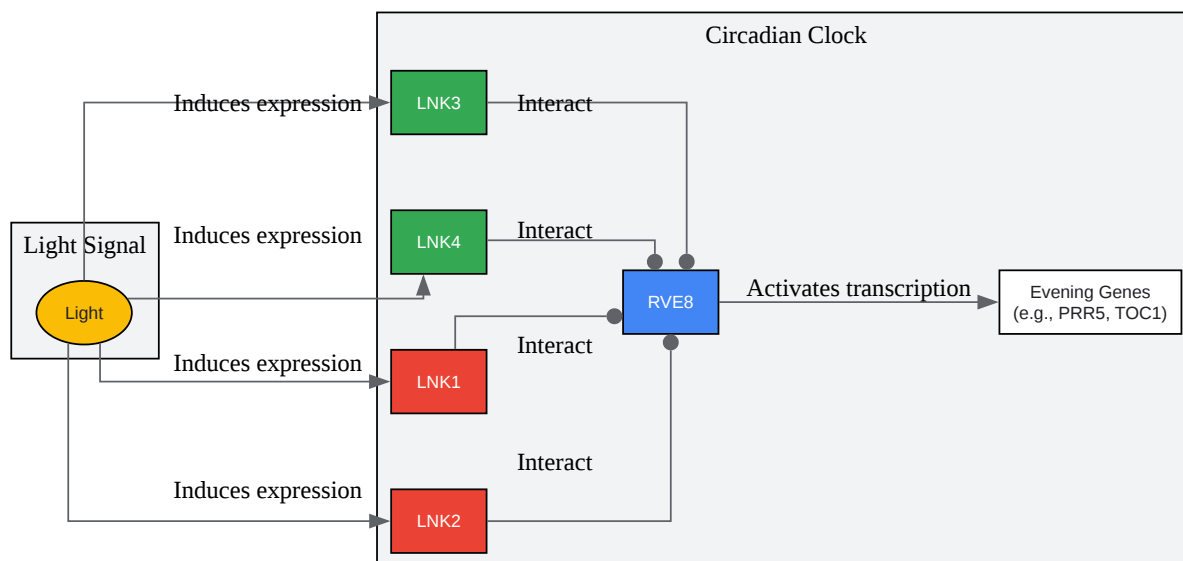 Circadian Clock
Induces expression
LNK3
Interact
Induces expression
LNK4
Interact
Light Signal
Light
RVE8
Activates transcription
Evening Genes
(e.g., PRR5, TOC1)
Induces expression
LNK1
Interact
Interact
Induces expression
LNK2